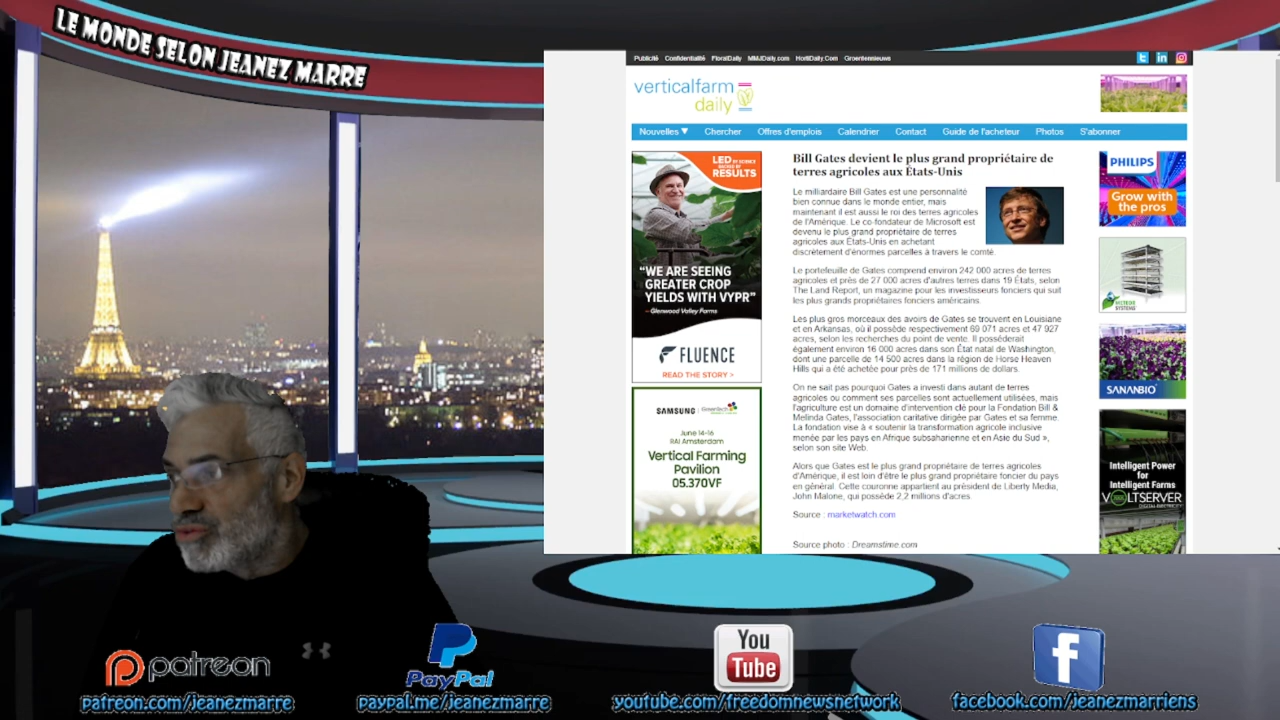 LE MONDE SELON JEANEZ MARRE
Publicité Confidentialité FloralDaily MMJDaily.com HortiDaily.Com Groentennieuws
verticalfarm
daily
Nouvelles ▼ Chercher Offres d'emplois Calendrier Contact Guide de l'acheteur Photos S'abonner
LED BY SCIENCE
BACKED BY
RESULTS
"WE ARE SEEING
GREATER CROP
YIELDS WITH VYPR"
– Glenwood Valley Farms
FLUENCE
READ THE STORY >
SAMSUNG GreenTech
June 14-16
RAI Amsterdam
Vertical Farming
Pavilion
05.370VF
Bill Gates devient le plus grand propriétaire de
terres agricoles aux États-Unis
Le milliardaire Bill Gates est une personnalité
bien connue dans le monde entier, mais
maintenant il est aussi le roi des terres agricoles
de l'Amérique. Le co-fondateur de Microsoft est
devenu le plus grand propriétaire de terres
agricoles aux États-Unis en achetant
discrètement d'énormes parcelles à travers le comté.
Le portefeuille de Gates comprend environ 242 000 acres de terres
agricoles et près de 27 000 acres d'autres terres dans 19 États, selon
The Land Report, un magazine pour les investisseurs fonciers qui suit
les plus grands propriétaires fonciers américains.
Les plus gros morceaux des avoirs de Gates se trouvent en Louisiane
et en Arkansas, où il possède respectivement 69 071 acres et 47 927
acres, selon les recherches du point de vente. Il posséderait
également environ 16 000 acres dans son État natal de Washington,
dont une parcelle de 14 500 acres dans la région de Horse Heaven
Hills qui a été achetée pour près de 171 millions de dollars.
On ne sait pas pourquoi Gates a investi dans autant de terres
agricoles ou comment ses parcelles sont actuellement utilisées, mais
l'agriculture est un domaine d'intervention clé pour la Fondation Bill &
Melinda Gates, l'association caritative dirigée par Gates et sa femme.
La fondation vise à « soutenir la transformation agricole inclusive
menée par les pays en Afrique subsaharienne et en Asie du Sud »,
selon son site Web.
Alors que Gates est le plus grand propriétaire de terres agricoles
d'Amérique, il est loin d'être le plus grand propriétaire foncier du pays
en général. Cette couronne appartient au président de Liberty Media,
John Malone, qui possède 2,2 millions d'acres.
Source : marketwatch.com
Source photo : Dreamstime.com
PHILIPS
Grow with
the pros
SANANBIO
Intelligent Power
for
Intelligent Farms
VOLTSERVER
DIGITAL ELECTRICITY
patreon
PayPal
You
Tube
patreon.com/jeanezmarre
paypal.me/jeanezmarre
youtube.com/freedomnewsnetwork
facebook.com/jeanezmarriens